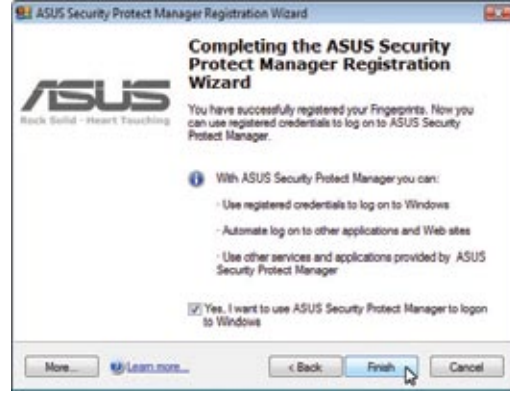 ASUS Security Protect Manager Registration Wizard
Completing the ASUS Security
Protect Manager Registration
Wizard
ASUS
Rock Solid · Heart Touching
You have successfully registered your Fingerprints. Now you
can use registered credentials to log on to ASUS Security
Protect Manager.
With ASUS Security Protect Manager you can:
· Use registered credentials to log on to Windows
· Automate log on to other applications and Web sites
· Use other services and applications provided by ASUS
Security Protect Manager
Yes, I want to use ASUS Security Protect Manager to logon
to Windows
More... Learn more... < Back Finish Cancel